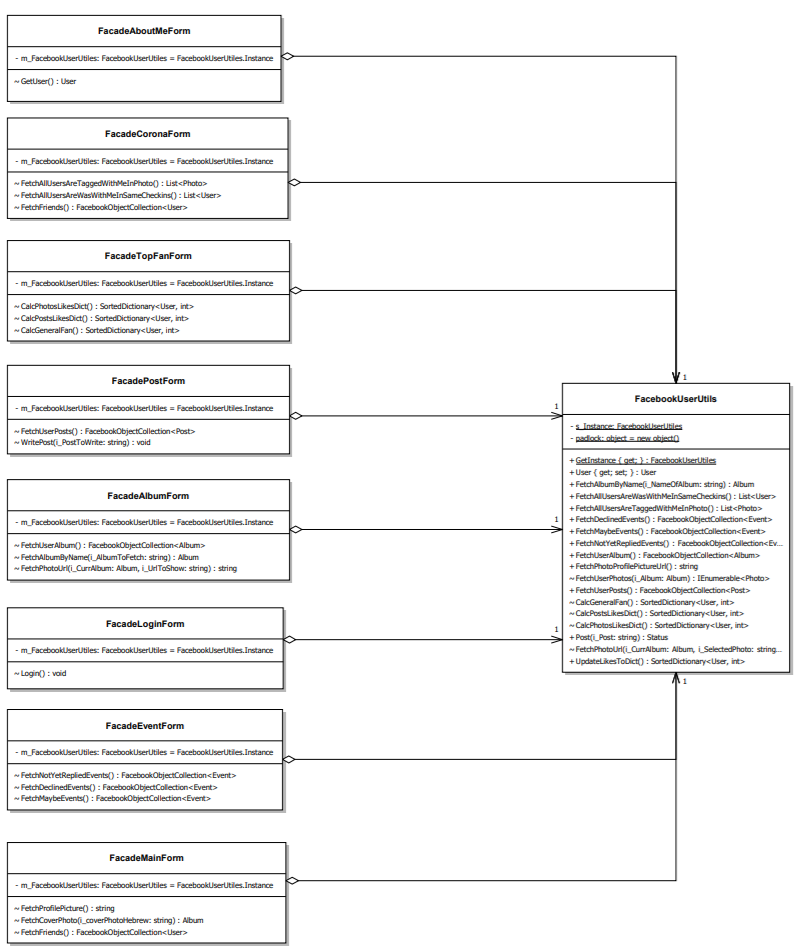 FacadeAboutMeForm
- m_FacebookUserUtiles: FacebookUserUtiles = FacebookUserUtiles.Instance
~ GetUser() : User
FacadeCoronaForm
- m_FacebookUserUtiles: FacebookUserUtiles = FacebookUserUtiles.Instance
~ FetchAllUsersAreTaggedWithMeInPhoto() : List<Photo>
~ FetchAllUsersAreWasWithMeInSameCheckins() : List<User>
~ FetchFriends() : FacebookObjectCollection<User>
FacadeTopFanForm
- m_FacebookUserUtiles: FacebookUserUtiles = FacebookUserUtiles.Instance
~ CalcPhotosLikesDict() : SortedDictionary<User, int>
~ CalcPostsLikesDict() : SortedDictionary<User, int>
~ CalcGeneralFan() : SortedDictionary<User, int>
FacadePostForm
- m_FacebookUserUtiles: FacebookUserUtiles = FacebookUserUtiles.Instance
~ FetchUserPosts() : FacebookObjectCollection<Post>
~ WritePost(i_PostToWrite: string) : void
FacadeAlbumForm
- m_FacebookUserUtiles: FacebookUserUtiles = FacebookUserUtiles.Instance
~ FetchUserAlbum() : FacebookObjectCollection<Album>
~ FetchAlbumByName(i_AlbumToFetch: string) : Album
~ FetchPhotoUrl(i_CurrAlbum: Album, i_UrlToShow: string) : string
FacadeLoginForm
- m_FacebookUserUtiles: FacebookUserUtiles = FacebookUserUtiles.Instance
~ Login() : void
FacadeEventForm
- m_FacebookUserUtiles: FacebookUserUtiles = FacebookUserUtiles.Instance
~ FetchNotYetRepliedEvents() : FacebookObjectCollection<Event>
~ FetchDeclinedEvents() : FacebookObjectCollection<Event>
~ FetchMaybeEvents() : FacebookObjectCollection<Event>
FacadeMainForm
- m_FacebookUserUtiles: FacebookUserUtiles = FacebookUserUtiles.Instance
~ FetchProfilePicture() : string
~ FetchCoverPhoto(i_coverPhotoHebrew: string) : Album
~ FetchFriends() : FacebookObjectCollection<User>
1
1
1
1
1
FacebookUserUtils
- s_Instance: FacebookUserUtiles
- padlock: object = new object()
+ GetInstance { get; } : FacebookUserUtiles
+ User { get; set; } : User
~ FetchAlbumByName(i_NameOfAlbum: string) : Album
+ FetchAllUsersAreWasWithMeInSameCheckins() : List<User>
+ FetchAllUsersAreTaggedWithMeInPhoto() : List<Photo>
+ FetchDeclinedEvents() : FacebookObjectCollection<Event>
+ FetchMaybeEvents() : FacebookObjectCollection<Event>
+ FetchNotYetRepliedEvents() : FacebookObjectCollection<Ev...
+ FetchUserAlbum() : FacebookObjectCollection<Album>
+ FetchPhotoProfilePictureUrl() : string
~ FetchUserPhotos(i_Album: Album) : IEnumerable<Photo>
+ FetchUserPosts() : FacebookObjectCollection<Post>
~ CalcGeneralFan() : SortedDictionary<User, int>
~ CalcPostsLikesDict() : SortedDictionary<User, int>
~ CalcPhotosLikesDict() : SortedDictionary<User, int>
+ Post(i_Post: string) : Status
~ FetchPhotoUrl(i_CurrAlbum: Album, i_SelectedPhoto: string...
+ UpdateLikesToDict() : SortedDictionary<User, int>